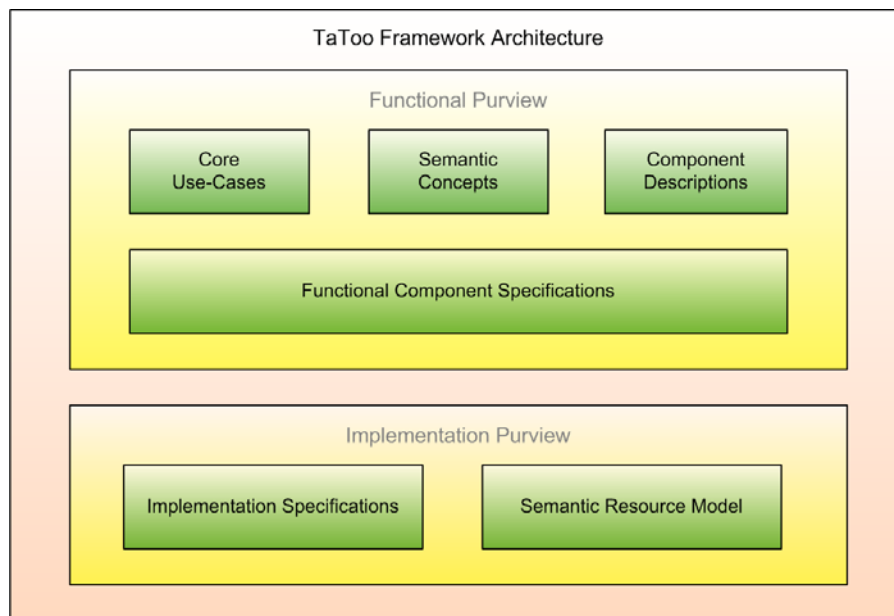 TaToo Framework Architecture
Functional Purview
Core
Use-Cases
Semantic
Concepts
Component
Descriptions
Functional Component Specifications
Implementation Purview
Implementation Specifications
Semantic Resource Model